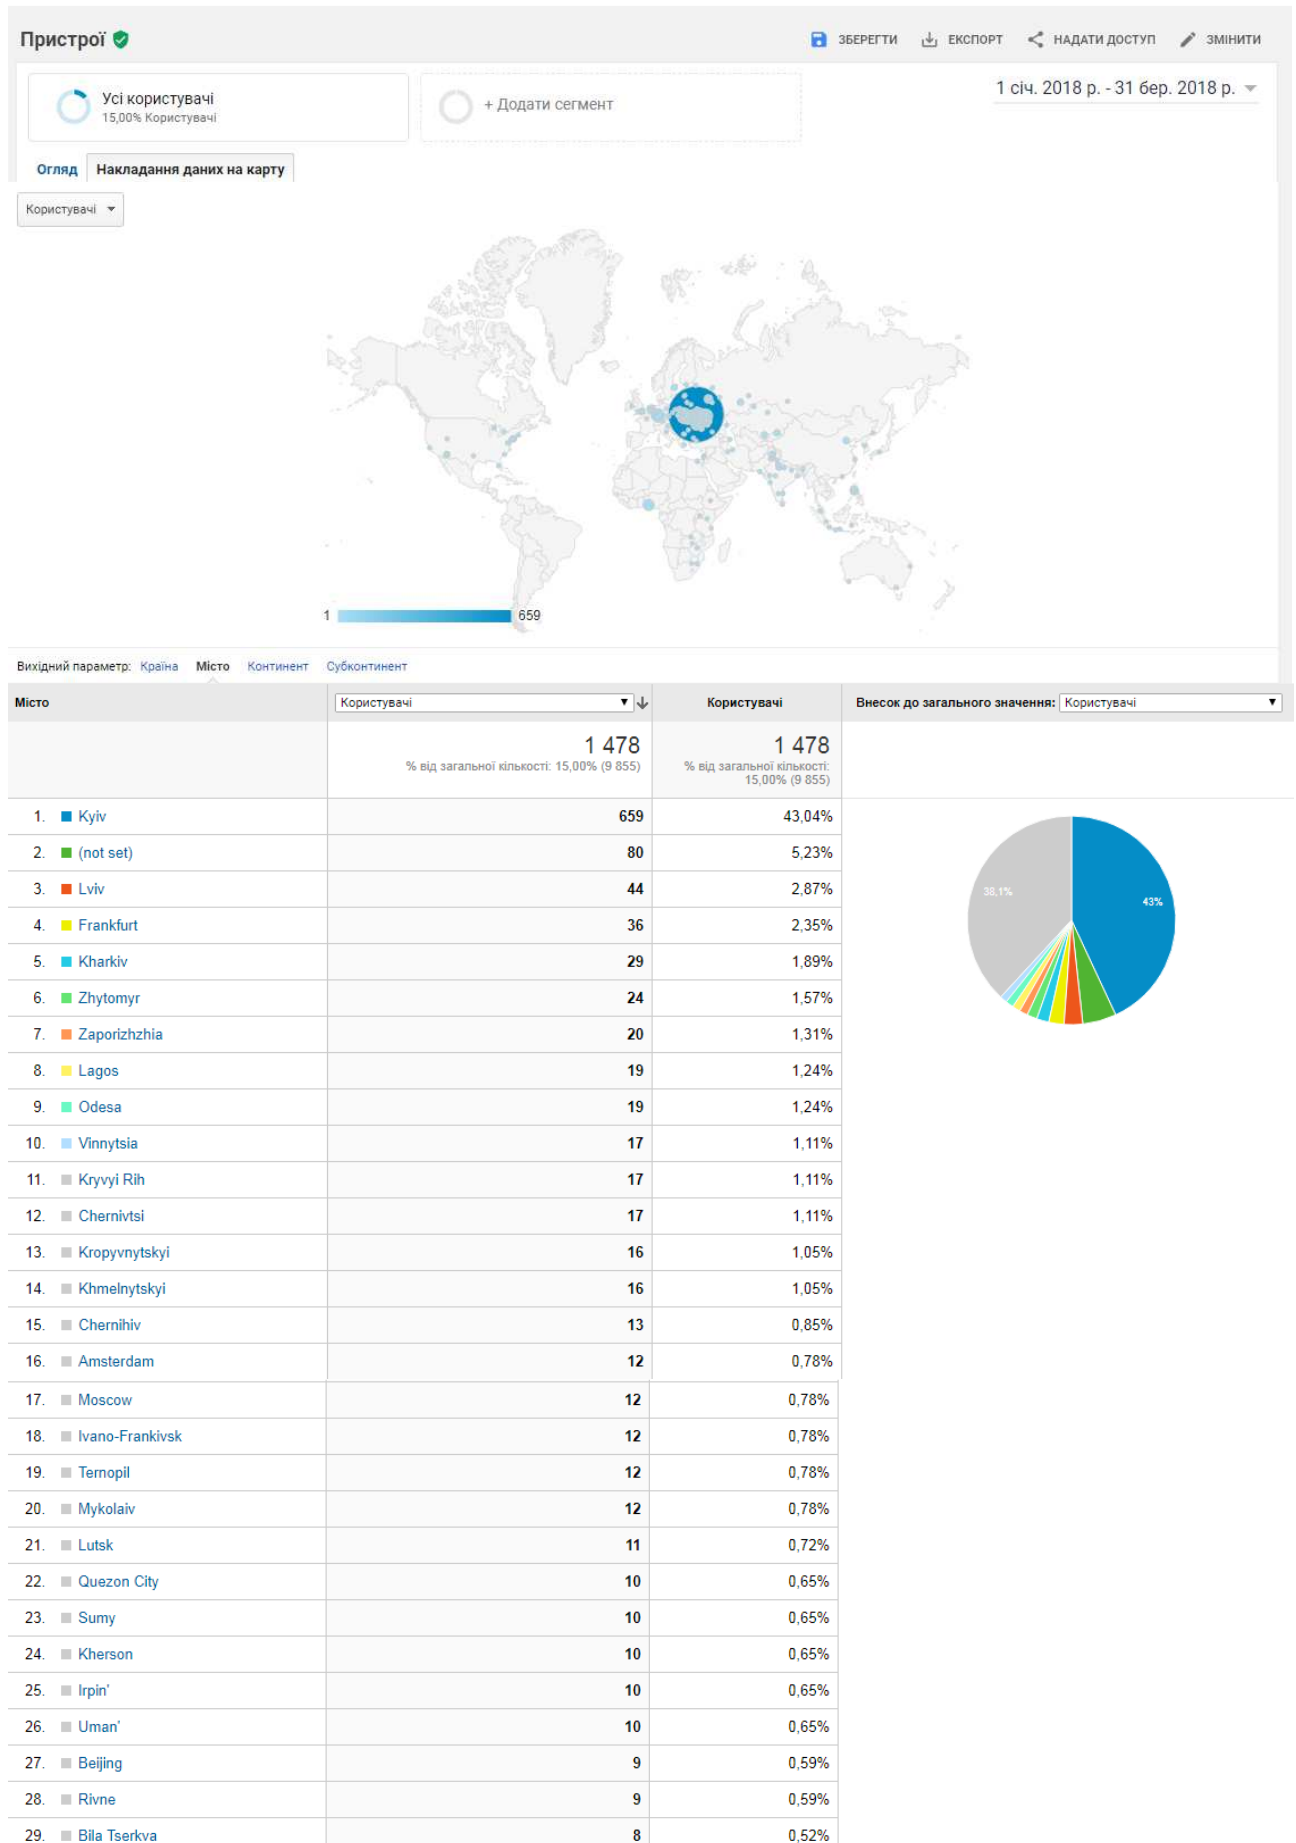 Пристрої
ЗБЕРЕГТИ ЕКСПОРТ НАДАТИ ДОСТУП ЗМІНИТИ
Усі користувачі
15,00% Користувачі
+ Додати сегмент
1 січ. 2018 р. - 31 бер. 2018 р.
Огляд Накладання даних на карту
Користувачі
1 659
Вихідний параметр: Країна Місто Континент Субконтинент
Місто Користувачі Користувачі Внесок до загального значення: Користувачі
1 478 1 478
% від загальної кількості: 15,00% (9 855) % від загальної кількості:
15,00% (9 855)
1. Kyiv 659 43,04%
2. (not set) 80 5,23%
3. Lviv 44 2,87%
38,1% 43%
4. Frankfurt 36 2,35%
5. Kharkiv 29 1,89%
6. Zhytomyr 24 1,57%
7. Zaporizhzhia 20 1,31%
8. Lagos 19 1,24%
9. Odesa 19 1,24%
10. Vinnytsia 17 1,11%
11. Kryvyi Rih 17 1,11%
12. Chernivtsi 17 1,11%
13. Kropyvnytskyi 16 1,05%
14. Khmelnytskyi 16 1,05%
15. Chernihiv 13 0,85%
16. Amsterdam 12 0,78%
17. Moscow 12 0,78%
18. Ivano-Frankivsk 12 0,78%
19. Ternopil 12 0,78%
20. Mykolaiv 12 0,78%
21. Lutsk 11 0,72%
22. Quezon City 10 0,65%
23. Sumy 10 0,65%
24. Kherson 10 0,65%
25. Irpin' 10 0,65%
26. Uman' 10 0,65%
27. Beijing 9 0,59%
28. Rivne 9 0,59%
29. Bila Tserkva 8 0,52%